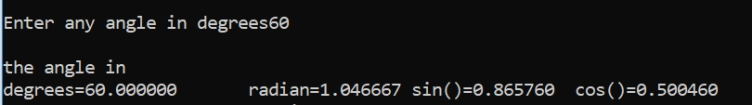 Enter any angle in degrees60
the angle in
degrees=60.000000 radian=1.046667 sin()=0.865760 cos()=0.500460